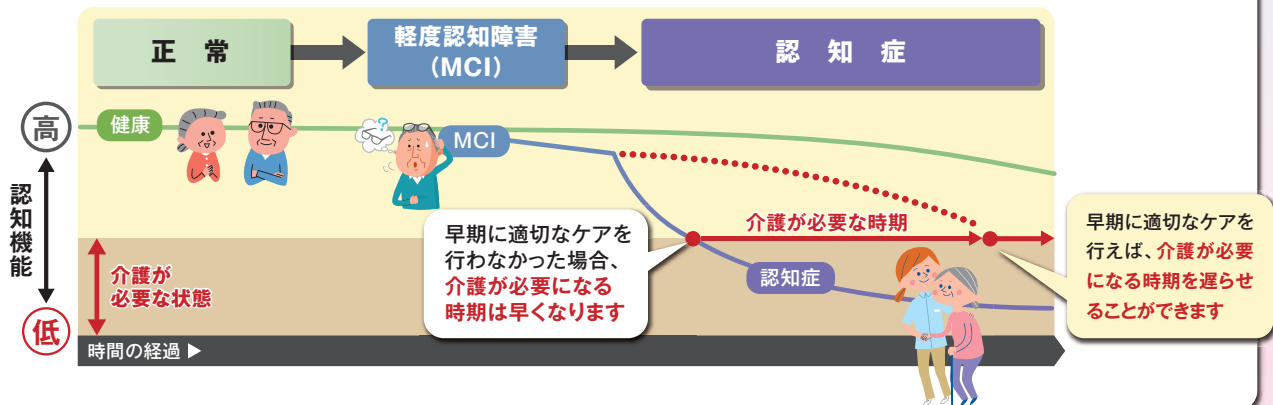 正常
軽度認知障害
（MCI）
認知症
高
健康
?
MCI
認知機能
介護が必要な時期
早期に適切なケアを
行わなかった場合、
介護が必要になる
時期は早くなります
早期に適切なケアを
行えば、介護が必要
になる時期を遅らせ
ることができます
介護が
必要な状態
認知症
低
時間の経過 ▶